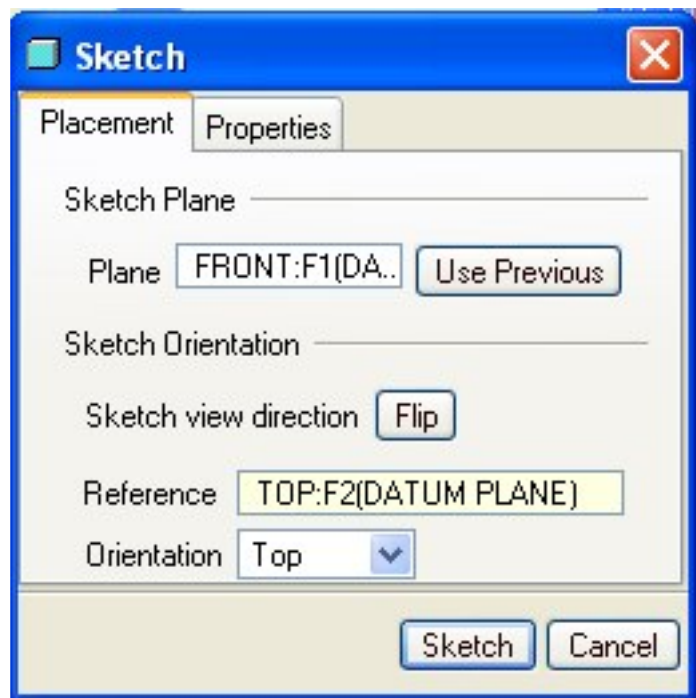 Sketch
Placement Properties
Sketch Plane
Plane FRONT:F1(DA.. Use Previous
Sketch Orientation
Sketch view direction Flip
Reference TOP:F2(DATUM PLANE)
Orientation Top
Sketch Cancel